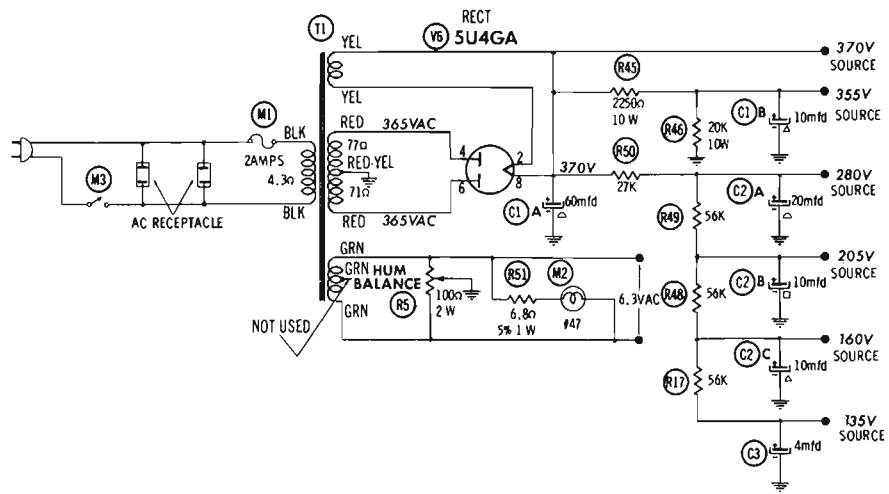 RECT
T1
V6
5U4GA
YEL
370V
SOURCE
R45
YEL
2250Ω
10 W
355V
SOURCE
R46
20K
10W
C1
B
10mfd
M1
BLK
2AMPS
4.3Ω
RED
365VAC
77Ω
RED-YEL
71Ω
4
2
6
8
370V
R50
27K
280V
SOURCE
M3
BLK
AC RECEPTACLE
RED
365VAC
C1
A
60mfd
R49
56K
C2
A
20mfd
GRN
GRN
HUM
BALANCE
GRN
R5
100Ω
2 W
R51
6.8Ω
5% 1 W
M2
#47
6.3VAC
NOT USED
205V
SOURCE
R48
56K
C2
B
10mfd
160V
SOURCE
C2
C
10mfd
R17
56K
135V
SOURCE
C3
4mfd